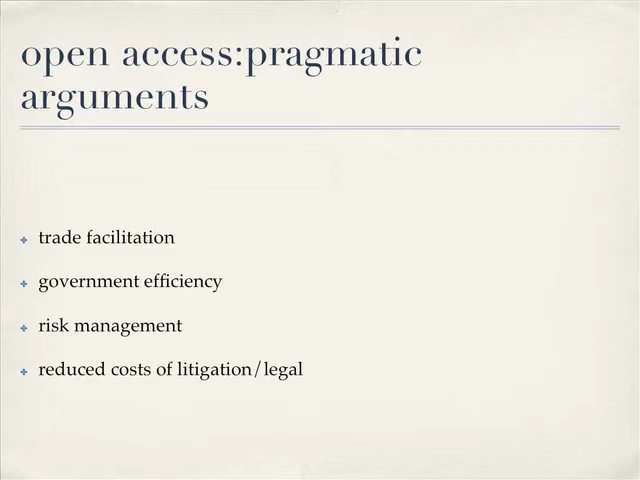 open access:pragmatic
arguments
trade facilitation
government efficiency
risk management
reduced costs of litigation/legal